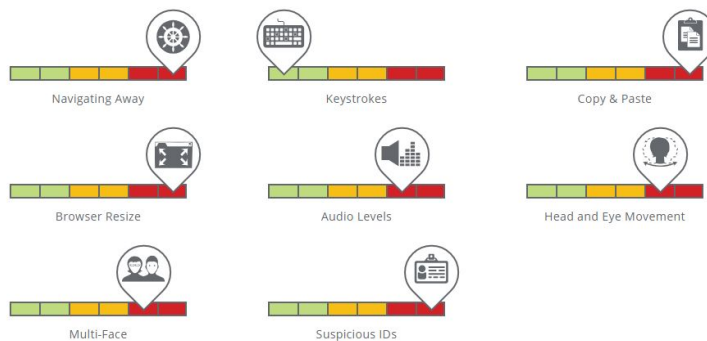 Navigating Away
Keystrokes
Copy & Paste
Browser Resize
Audio Levels
Head and Eye Movement
Multi-Face
Suspicious IDs